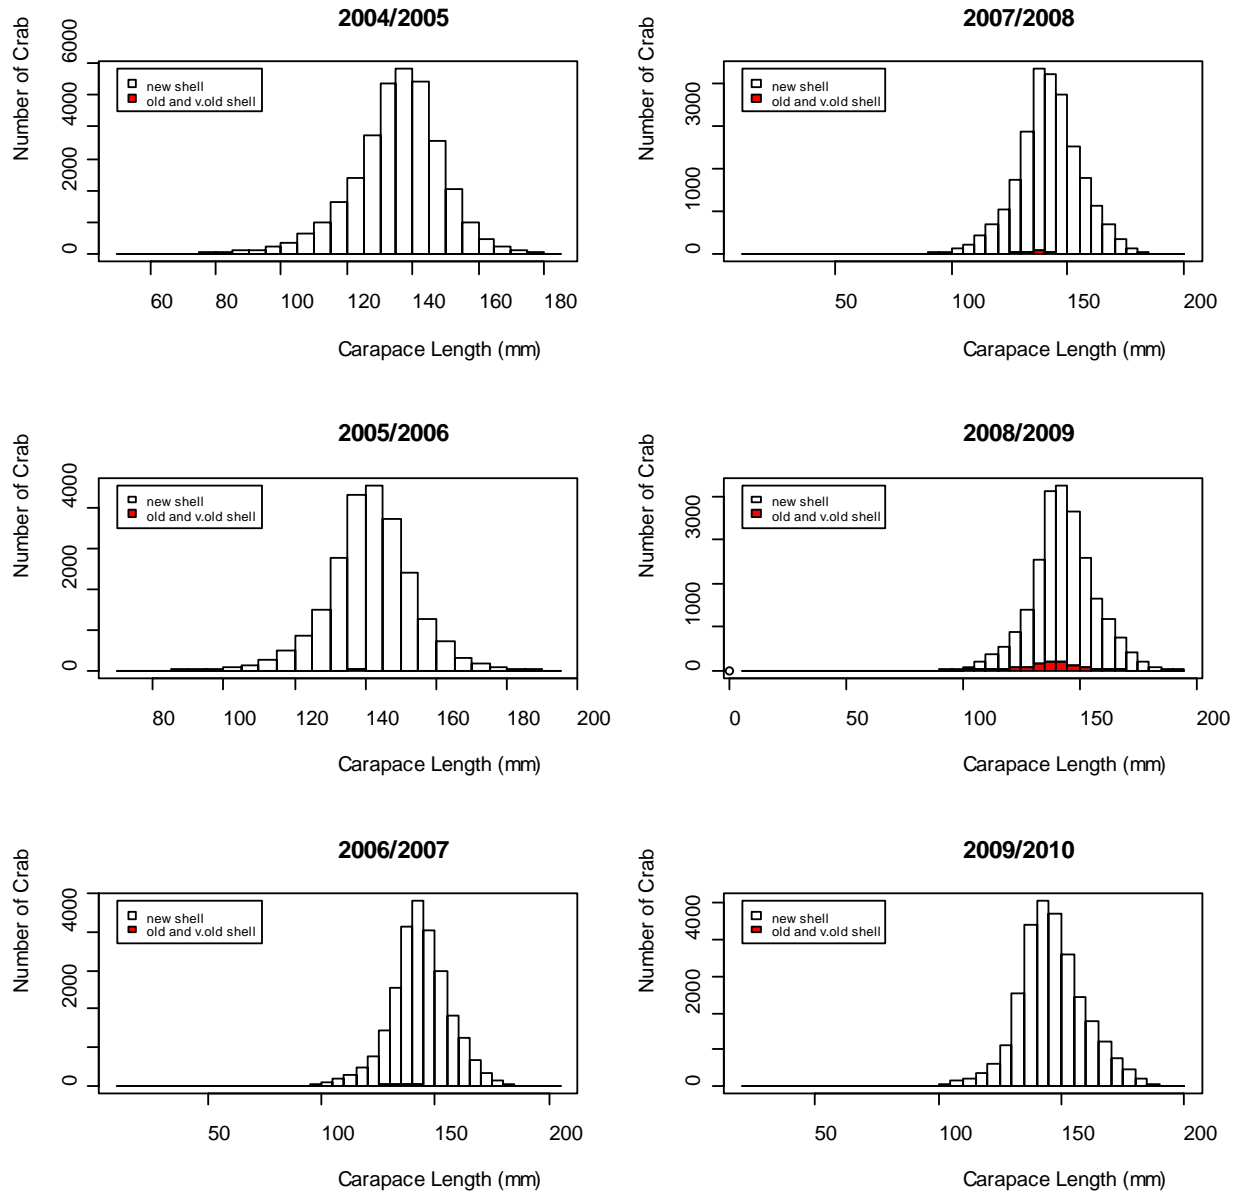 2004/2005
Number of Crab
6000
4000
2000
0
new shell
old and v.old shell
60 80 100 120 140 160 180
Carapace Length (mm)
2007/2008
Number of Crab
3000
1000
0
new shell
old and v.old shell
50 100 150 200
Carapace Length (mm)
2005/2006
Number of Crab
4000
2000
0
new shell
old and v.old shell
80 100 120 140 160 180 200
Carapace Length (mm)
2008/2009
Number of Crab
3000
1000
0
new shell
old and v.old shell
0 50 100 150 200
Carapace Length (mm)
2006/2007
Number of Crab
4000
2000
0
new shell
old and v.old shell
50 100 150 200
Carapace Length (mm)
2009/2010
Number of Crab
4000
2000
0
new shell
old and v.old shell
50 100 150 200
Carapace Length (mm)